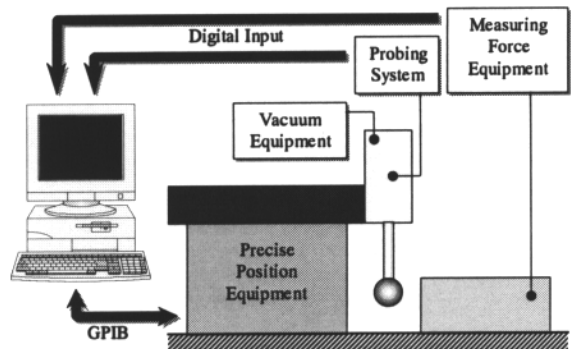 Digital Input
Measuring
Force
Equipment
Probing
System
Vacuum
Equipment
Precise
Position
Equipment
GPIB